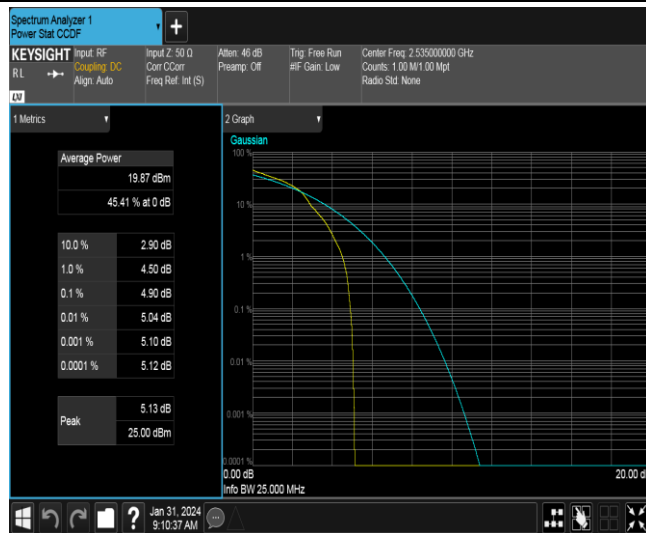 Spectrum Analyzer 1
Power Stat CCDF
+
KEYSIGHT
RL
Input: RF
Coupling: DC
Align: Auto
Input Z: 50 Ω
Corr CCorr
Freq Ref: Int (S)
Atten: 46 dB
Preamp: Off
Trig: Free Run
#IF Gain: Low
Center Freq: 2.535000000 GHz
Counts: 1.00 M/1.00 Mpt
Radio Std: None
1 Metrics
Average Power
19.87 dBm
45.41 % at 0 dB
10.0 % 2.90 dB
1.0 % 4.50 dB
0.1 % 4.90 dB
0.01 % 5.04 dB
0.001 % 5.10 dB
0.0001 % 5.12 dB
Peak
5.13 dB
25.00 dBm
2 Graph
Gaussian
100 %
10 %
1 %
0.1 %
0.01 %
0.001 %
0.0001 %
0.00 dB
20.00 d
Info BW 25.000 MHz
?
Jan 31, 2024
9:10:37 AM